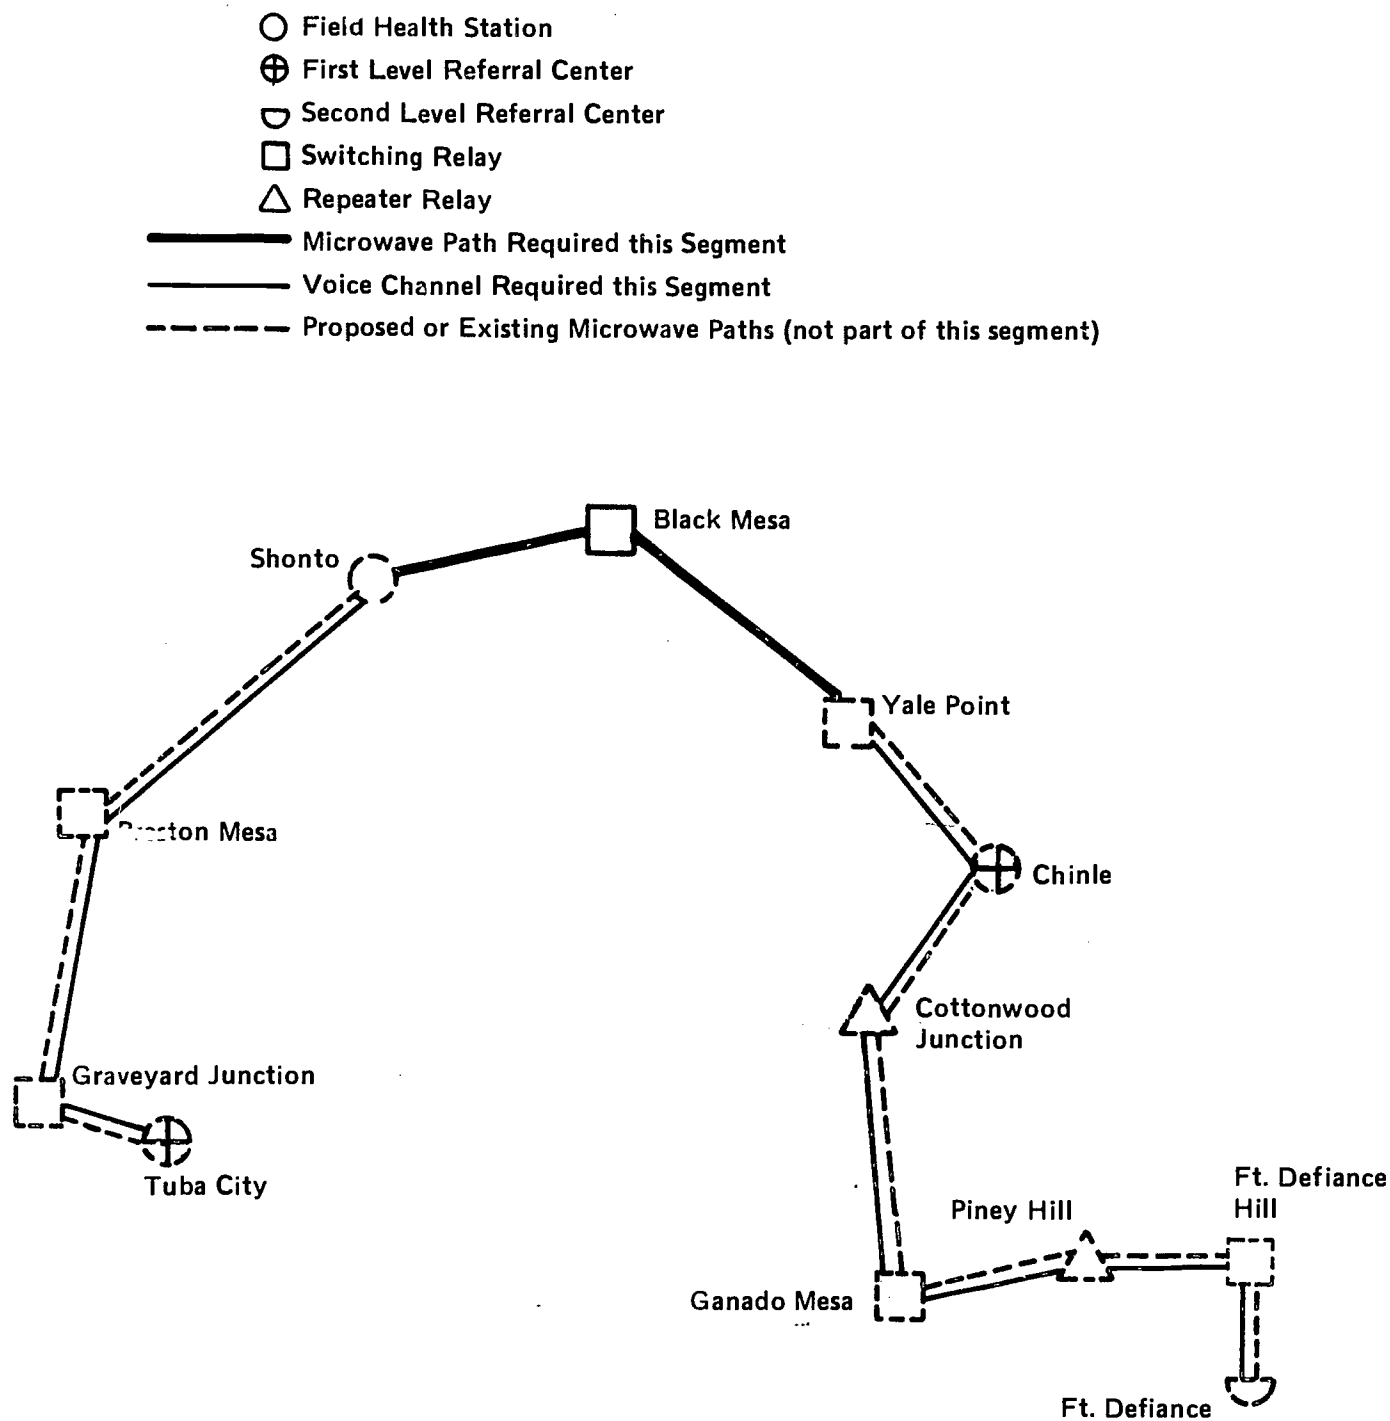 Field Health Station
First Level Referral Center
Second Level Referral Center
Switching Relay
Repeater Relay
Microwave Path Required this Segment
Voice Channel Required this Segment
Proposed or Existing Microwave Paths (not part of this segment)
Black Mesa
Shonto
Yale Point
Mesa
Chinle
Cottonwood
Junction
Graveyard Junction
Tuba City
Ft. Defiance
Hill
Piney Hill
Ganado Mesa
Ft. Defiance